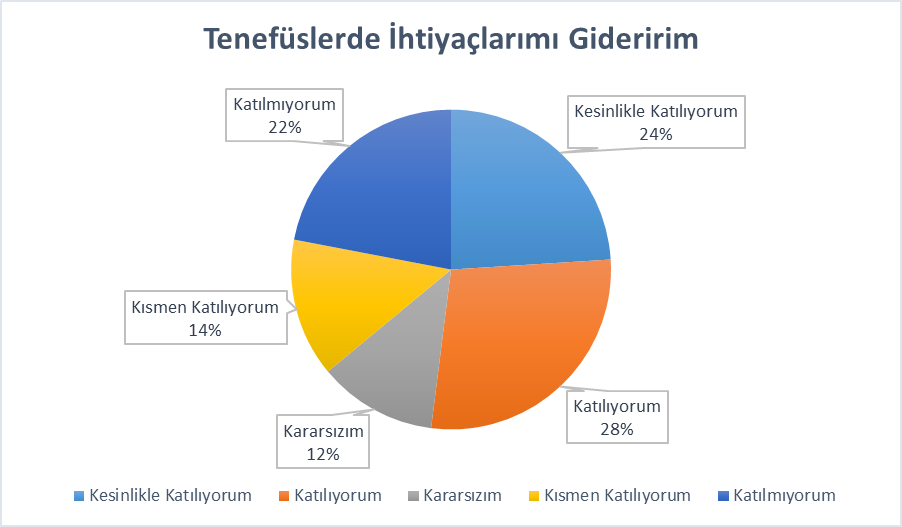 Tenefüslerde İhtiyaçlarımı Gideririm
Katılmıyorum
22%
Kesinlikle Katılıyorum
24%
Kısmen Katılıyorum
14%
Katılıyorum
28%
Kararsızım
12%
Kesinlikle Katılıyorum
Katılıyorum
Kararsızım
Kısmen Katılıyorum
Katılmıyorum